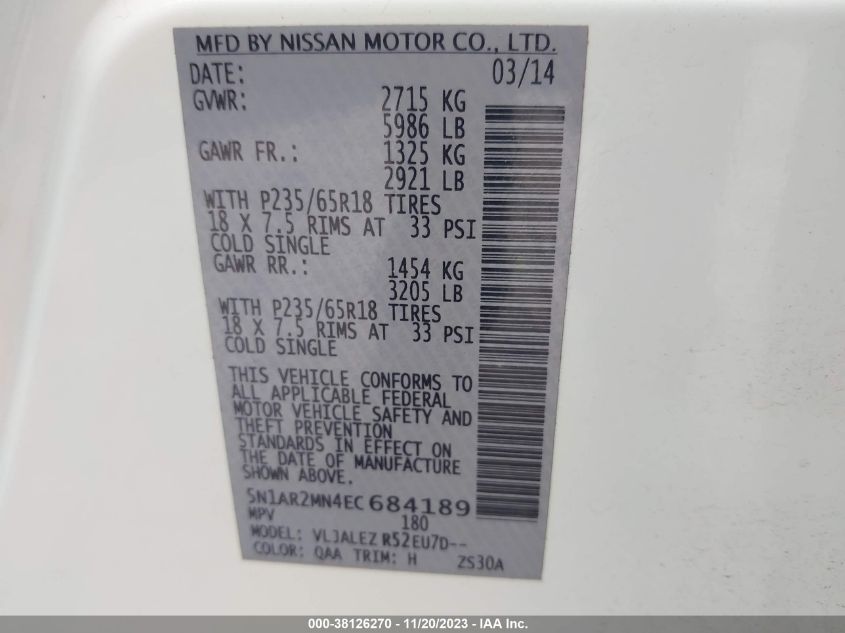 MFD BY NISSAN MOTOR CO., LTD.
DATE: 03/14
GVWR: 2715 KG
5986 LB
GAWR FR.: 1325 KG
2921 LB
WITH P235/65R18 TIRES
18 X 7.5 RIMS AT 33 PSI
COLD SINGLE
GAWR RR.: 1454 KG
3205 LB
WITH P235/65R18 TIRES
18 X 7.5 RIMS AT 33 PSI
COLD SINGLE
THIS VEHICLE CONFORMS TO
ALL APPLICABLE FEDERAL
MOTOR VEHICLE SAFETY AND
THEFT PREVENTION
STANDARDS IN EFFECT ON
THE DATE OF MANUFACTURE
SHOWN ABOVE.
5N1AR2MN4EC684189
MPV 180
MODEL: VLJALEZ R52EU7D--
COLOR: QAA TRIM: H ZS30A
000-38126270 - 11/20/2023 - IAA Inc.